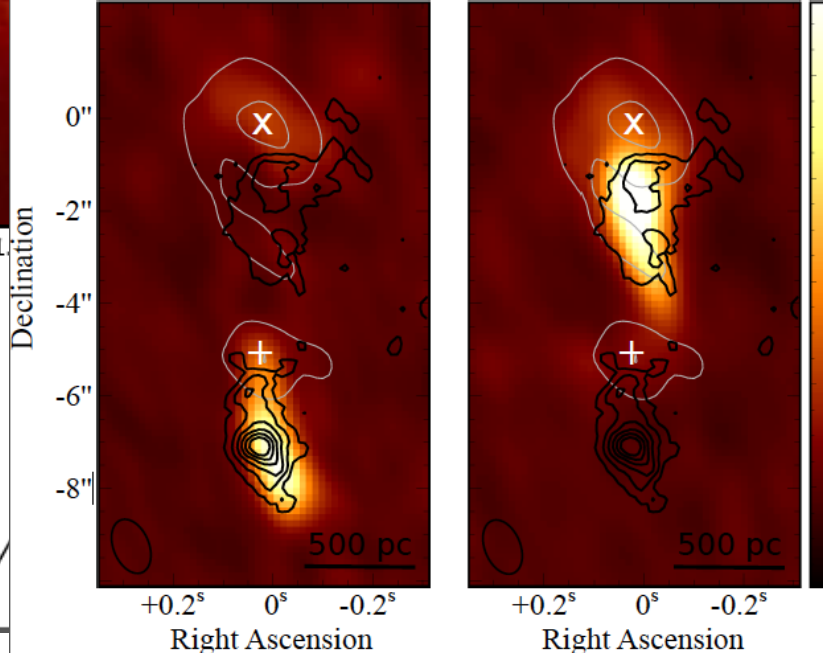 0"
-2"
-4"
-6"
-8"
Declination
x
+
500 pc
+0.2s 0s -0.2s
Right Ascension
x
+
500 pc
+0.2s 0s -0.2s
Right Ascension